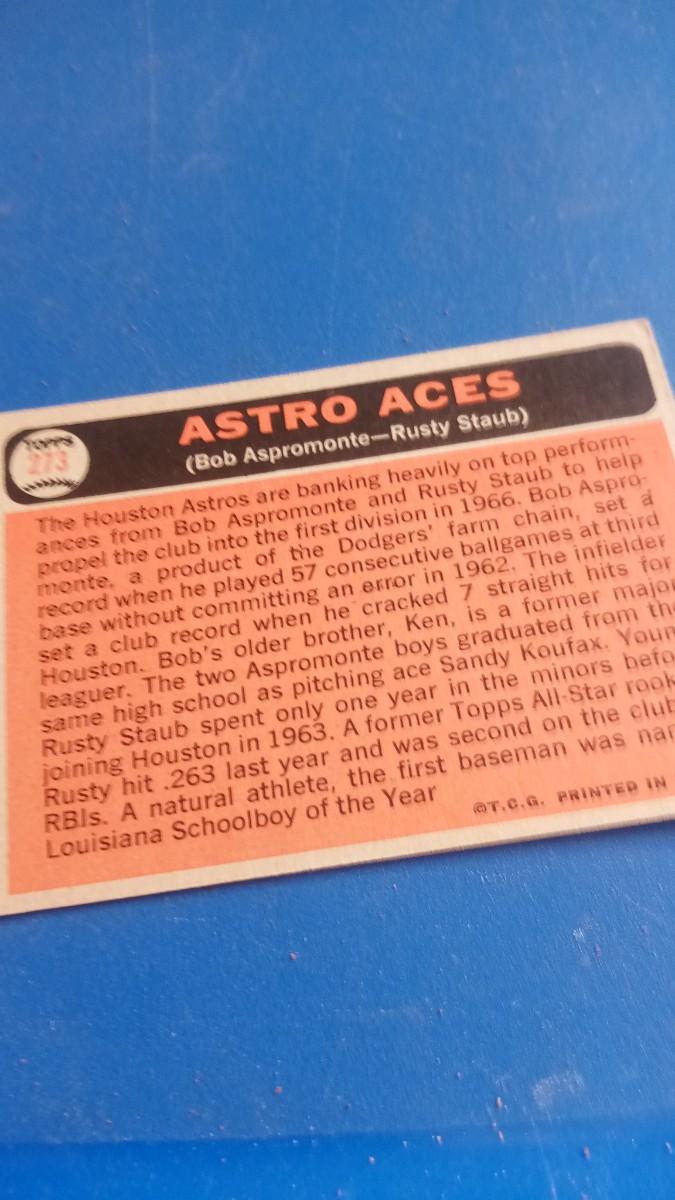 ASTRO ACES
TOPPS
273
(Bob Aspromonte—Rusty Staub)
The Houston Astros are banking heavily on top perform-
ances from Bob Aspromonte and Rusty Staub to help
propel the club into the first division in 1966. Bob Aspro-
monte, a product of the Dodgers' farm chain, set a
record when he played 57 consecutive ballgames at third
base without committing an error in 1962. The infielder
set a club record when he cracked 7 straight hits for
Houston. Bob's older brother, Ken, is a former major
leaguer. The two Aspromonte boys graduated from the
same high school as pitching ace Sandy Koufax. Youn
Rusty Staub spent only one year in the minors befo
joining Houston in 1963. A former Topps All-Star rook
Rusty hit .263 last year and was second on the club
RBIs. A natural athlete, the first baseman was nam
Louisiana Schoolboy of the Year
©T.C.G. PRINTED IN